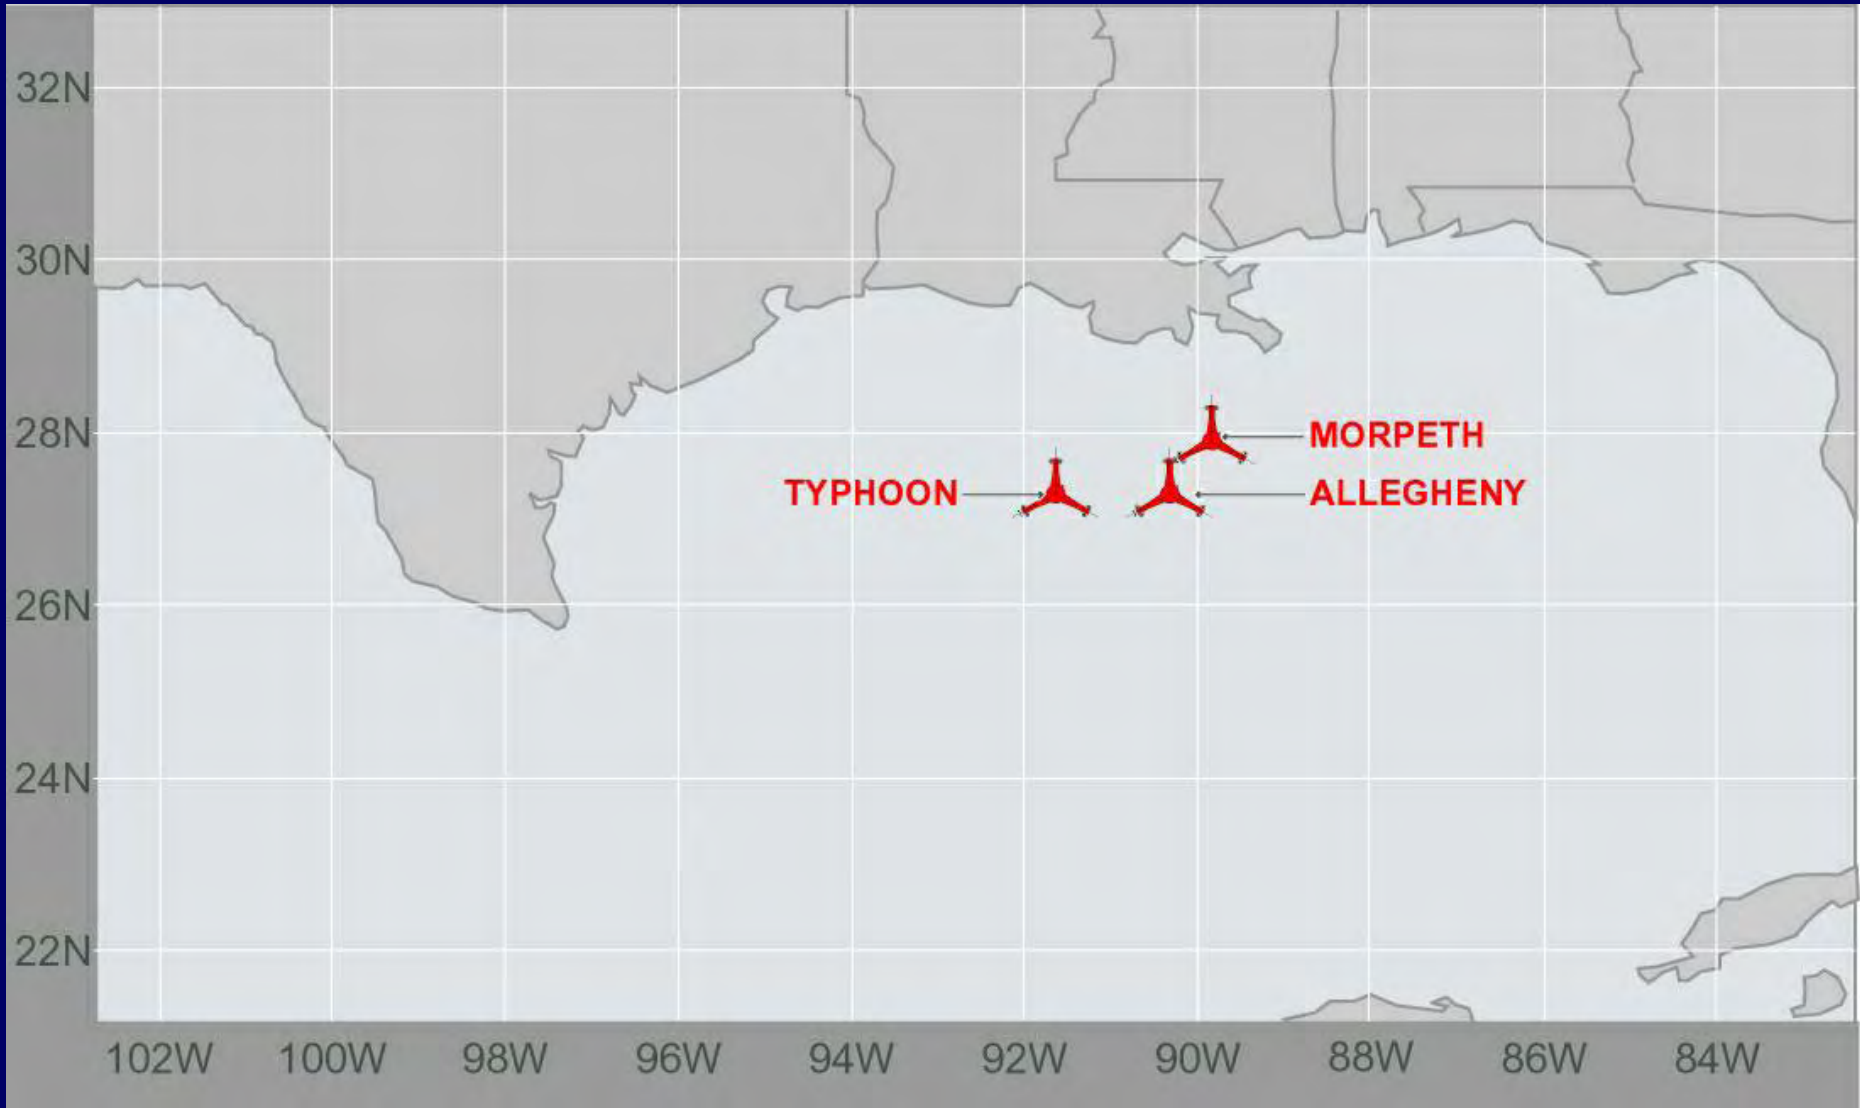 32N
30N
28N
26N
24N
22N
MORPETH
TYPHOON
ALLEGHENY
102W 100W 98W 96W 94W 92W 90W 88W 86W 84W